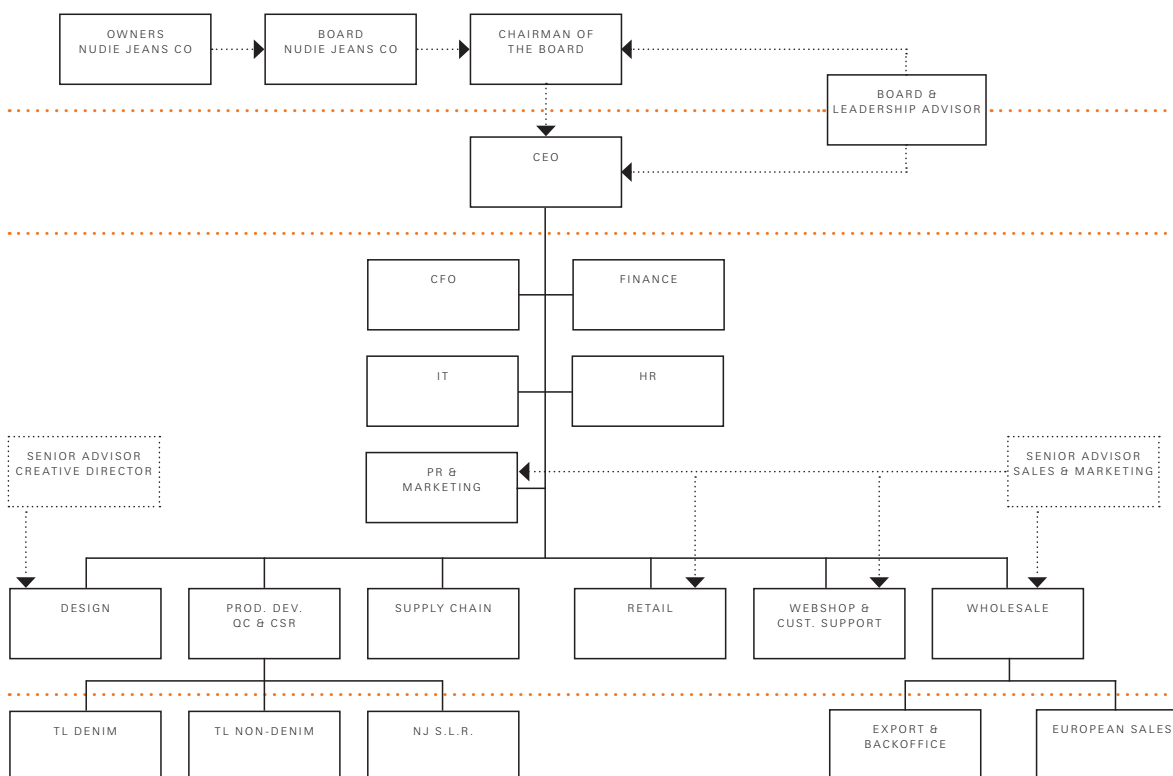 OWNERS
NUDIE JEANS CO
BOARD
NUDIE JEANS CO
CHAIRMAN OF
THE BOARD
BOARD &
LEADERSHIP ADVISOR
CEO
CFO
FINANCE
IT
HR
SENIOR ADVISOR
CREATIVE DIRECTOR
PR &
MARKETING
SENIOR ADVISOR
SALES & MARKETING
DESIGN
PROD. DEV.
QC & CSR
SUPPLY CHAIN
RETAIL
WEBSHOP &
CUST. SUPPORT
WHOLESALE
TL DENIM
TL NON-DENIM
NJ S.L.R.
EXPORT &
BACKOFFICE
EUROPEAN SALES